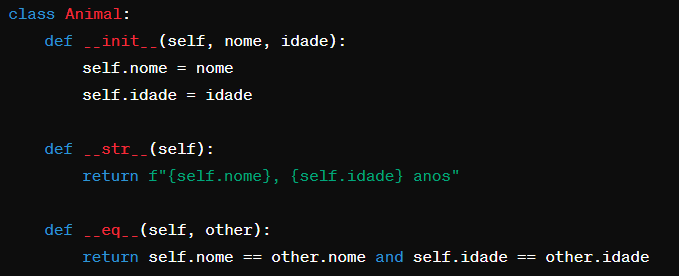 class Animal:
    def __init__(self, nome, idade):
        self.nome = nome
        self.idade = idade

    def __str__(self):
        return f"{self.nome}, {self.idade} anos"

    def __eq__(self, other):
        return self.nome == other.nome and self.idade == other.idade